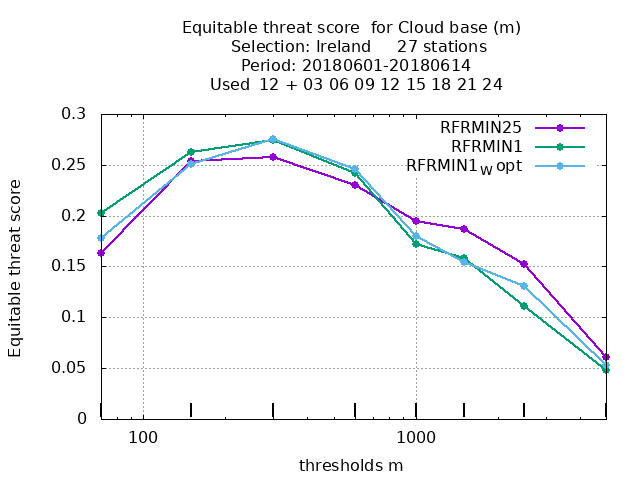 Equitable threat score  for Cloud base (m)
Selection: Ireland     27 stations
Period: 20180601-20180614
Used  12 + 03 06 09 12 15 18 21 24
RFRMIN25
RFRMIN1
RFRMIN1W opt
0.3
0.25
0.2
0.15
0.1
0.05
0
Equitable threat score
100
1000
thresholds m